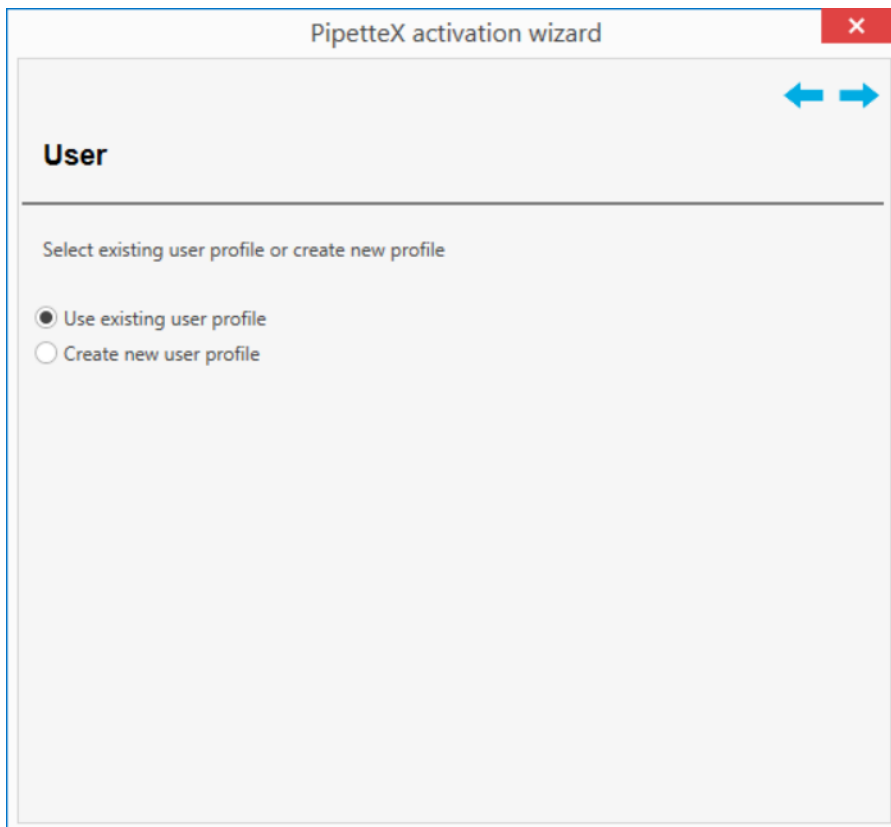 PipetteX activation wizard
User
Select existing user profile or create new profile
Use existing user profile
Create new user profile